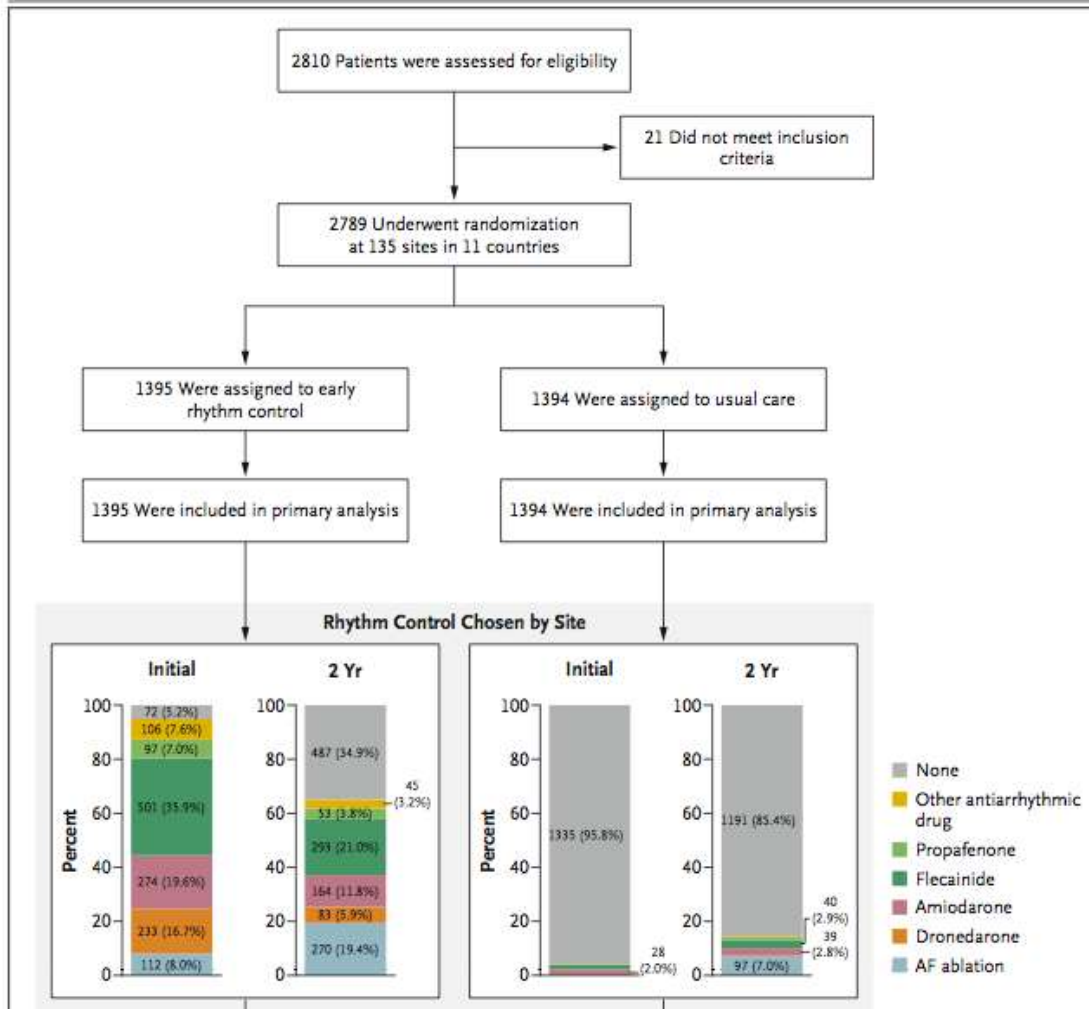 2810 Patients were assessed for eligibility
21 Did not meet inclusion
criteria
2789 Underwent randomization
at 135 sites in 11 countries
1395 Were assigned to early
rhythm control
1394 Were assigned to usual care
1395 Were included in primary analysis
1394 Were included in primary analysis
Rhythm Control Chosen by Site
Initial
2 Yr
Percent
100
80
60
40
20
0
72 (5.2%)
106 (7.6%)
97 (7.0%)
501 (35.9%)
274 (19.6%)
233 (16.7%)
112 (8.0%)
100
80
60
40
20
0
487 (34.9%)
45
(3.2%)
53 (3.8%)
293 (21.0%)
164 (11.8%)
83 (5.9%)
270 (19.4%)
Initial
2 Yr
Percent
100
80
60
40
20
0
1335 (95.8%)
28
(2.0%)
100
80
60
40
20
0
1191 (85.4%)
40
(2.9%)
39
(2.8%)
97 (7.0%)
None
Other antiarrhythmic
drug
Propafenone
Flecainide
Amiodarone
Dronedarone
AF ablation